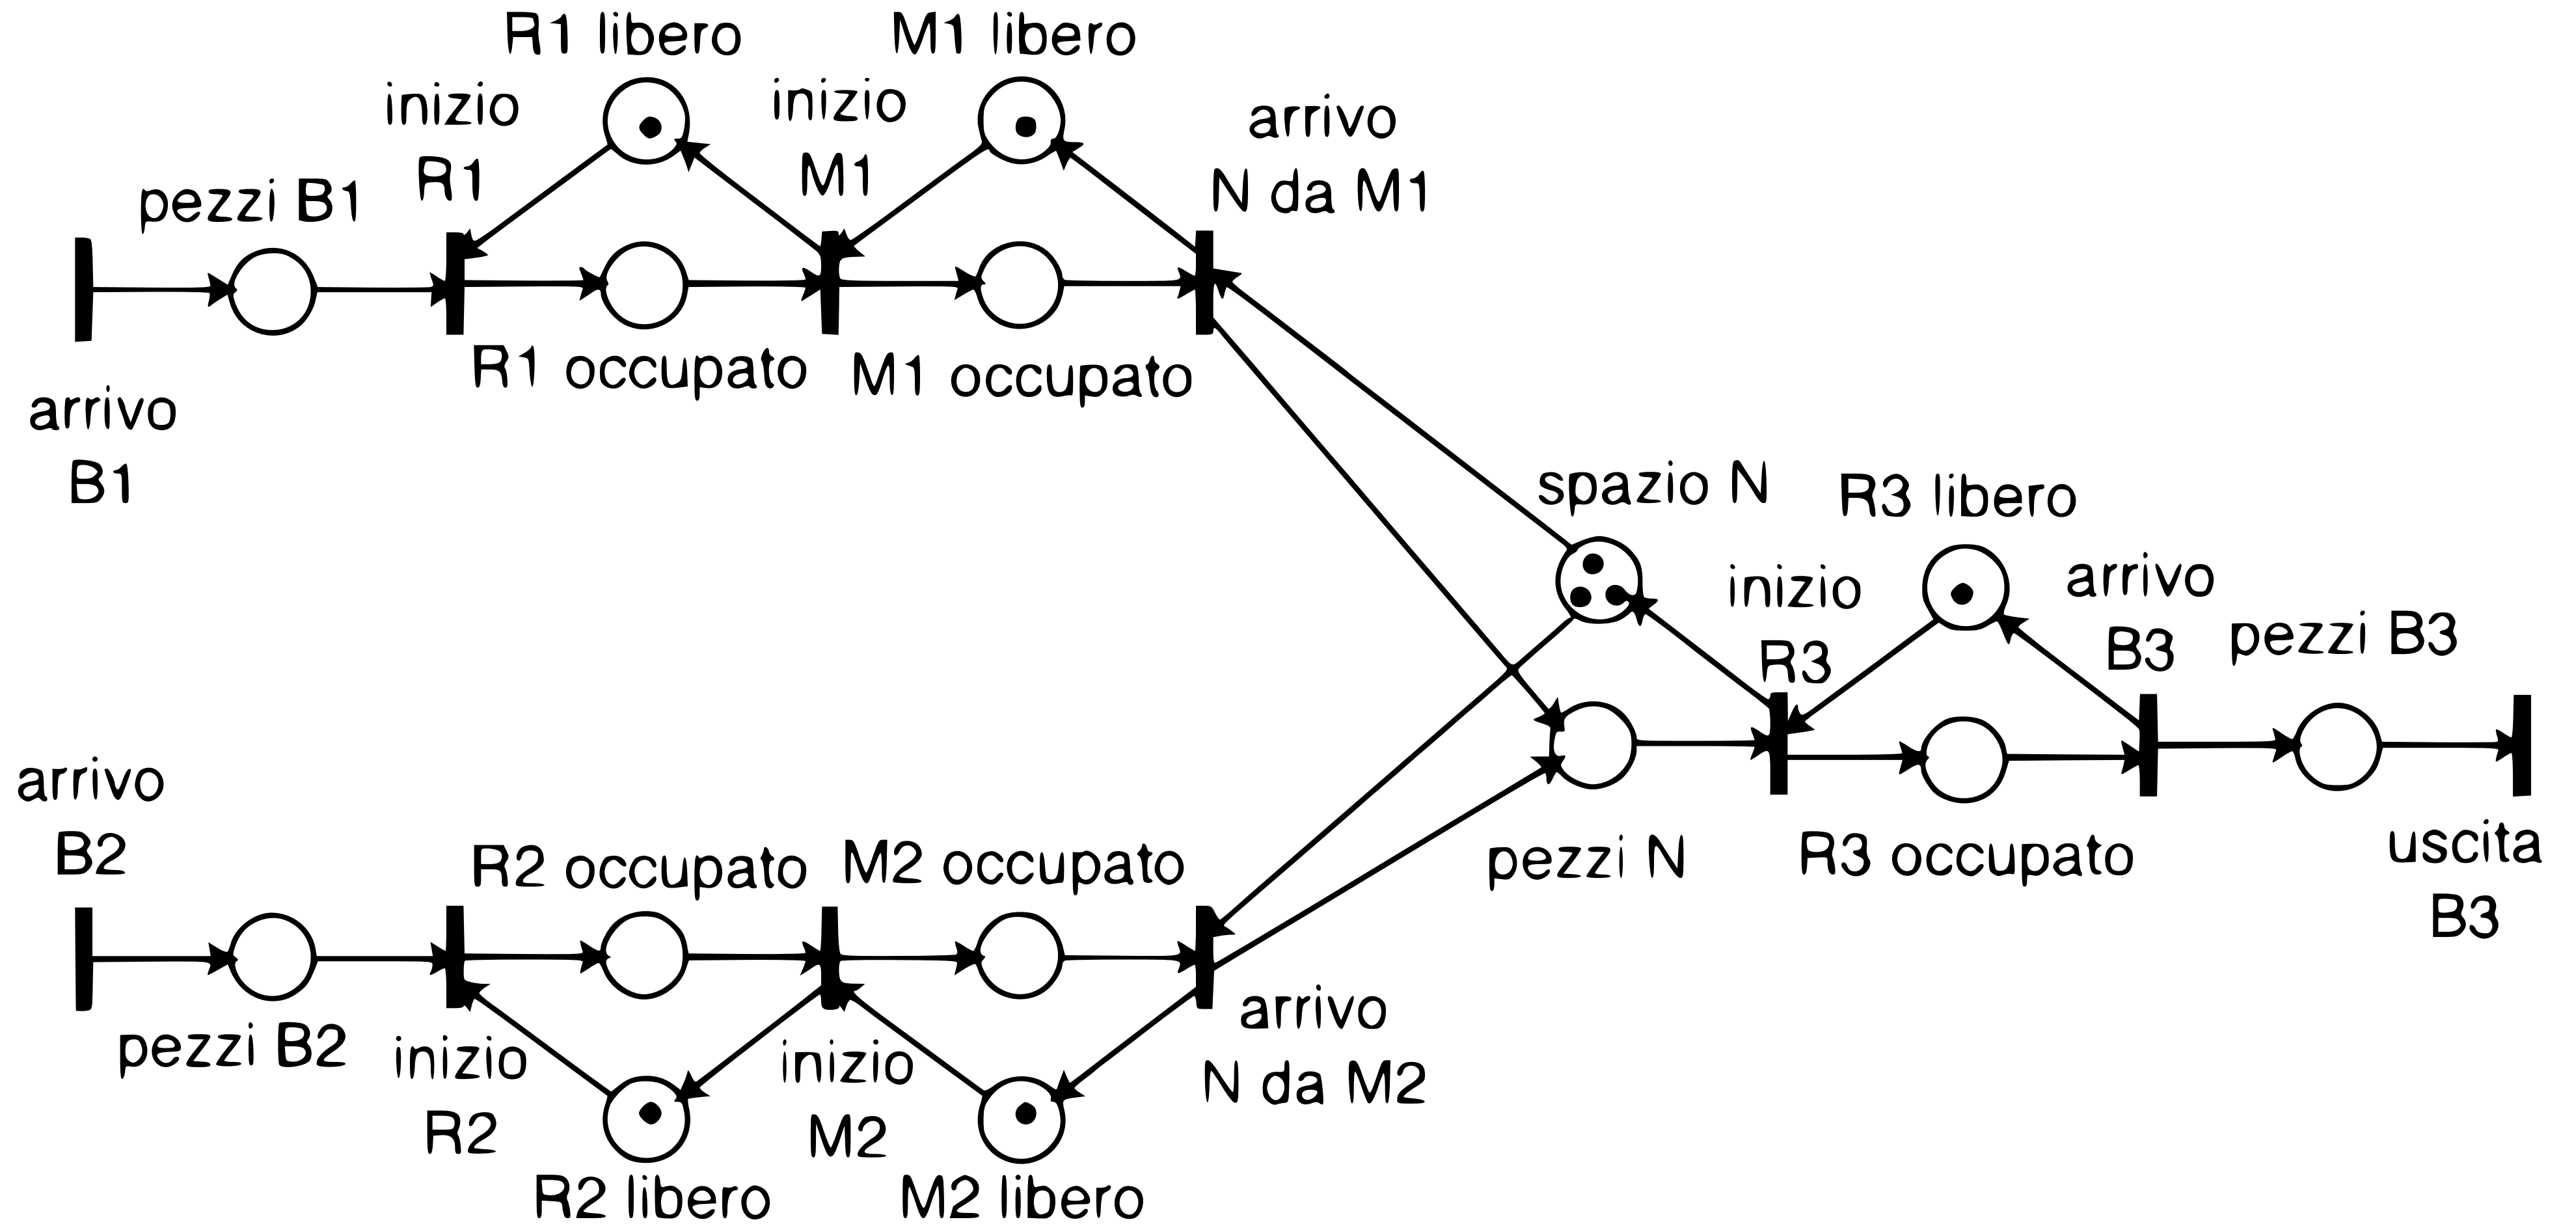 R1 libero
M1 libero
inizio
R1
inizio
M1
arrivo
N da M1
pezzi B1
R1 occupato
M1 occupato
arrivo
B1
spazio N
R3 libero
inizio
R3
arrivo
B3
pezzi B3
pezzi N
R3 occupato
uscita
B3
arrivo
B2
R2 occupato
M2 occupato
pezzi B2
inizio
R2
inizio
M2
arrivo
N da M2
R2 libero
M2 libero